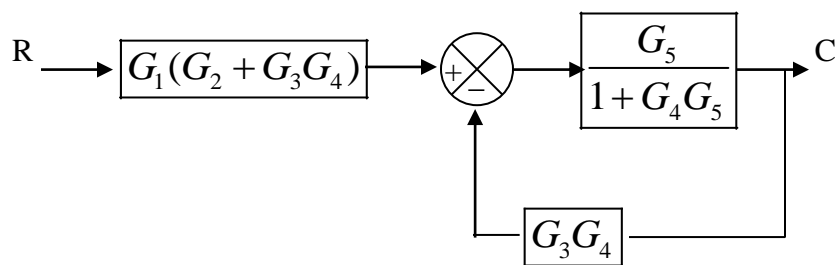 R
G₁(G₂ + G₃G₄)
+
−
G₅
1 + G₄G₅
C
G₃G₄